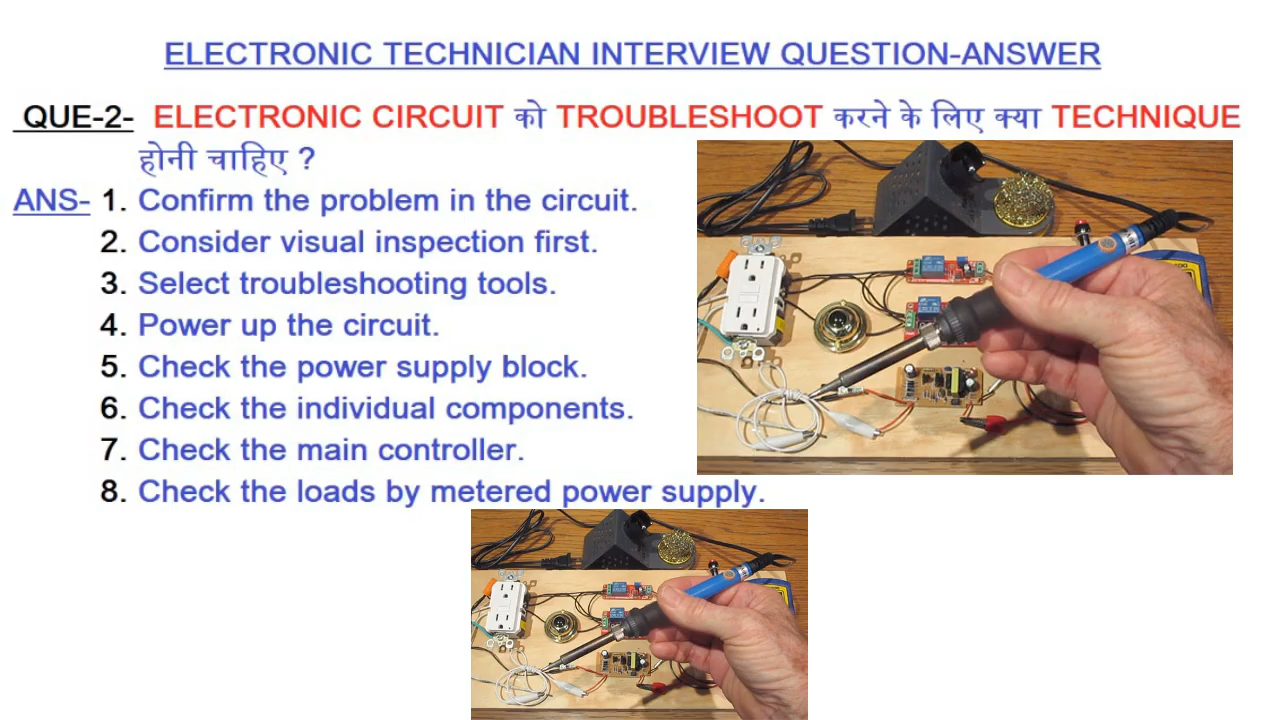 ELECTRONIC TECHNICIAN INTERVIEW QUESTION-ANSWER
QUE-2- ELECTRONIC CIRCUIT को TROUBLESHOOT करने के लिए क्या TECHNIQUE
होनी चाहिए ?
ANS- 1. Confirm the problem in the circuit.
2. Consider visual inspection first.
3. Select troubleshooting tools.
4. Power up the circuit.
5. Check the power supply block.
6. Check the individual components.
7. Check the main controller.
8. Check the loads by metered power supply.